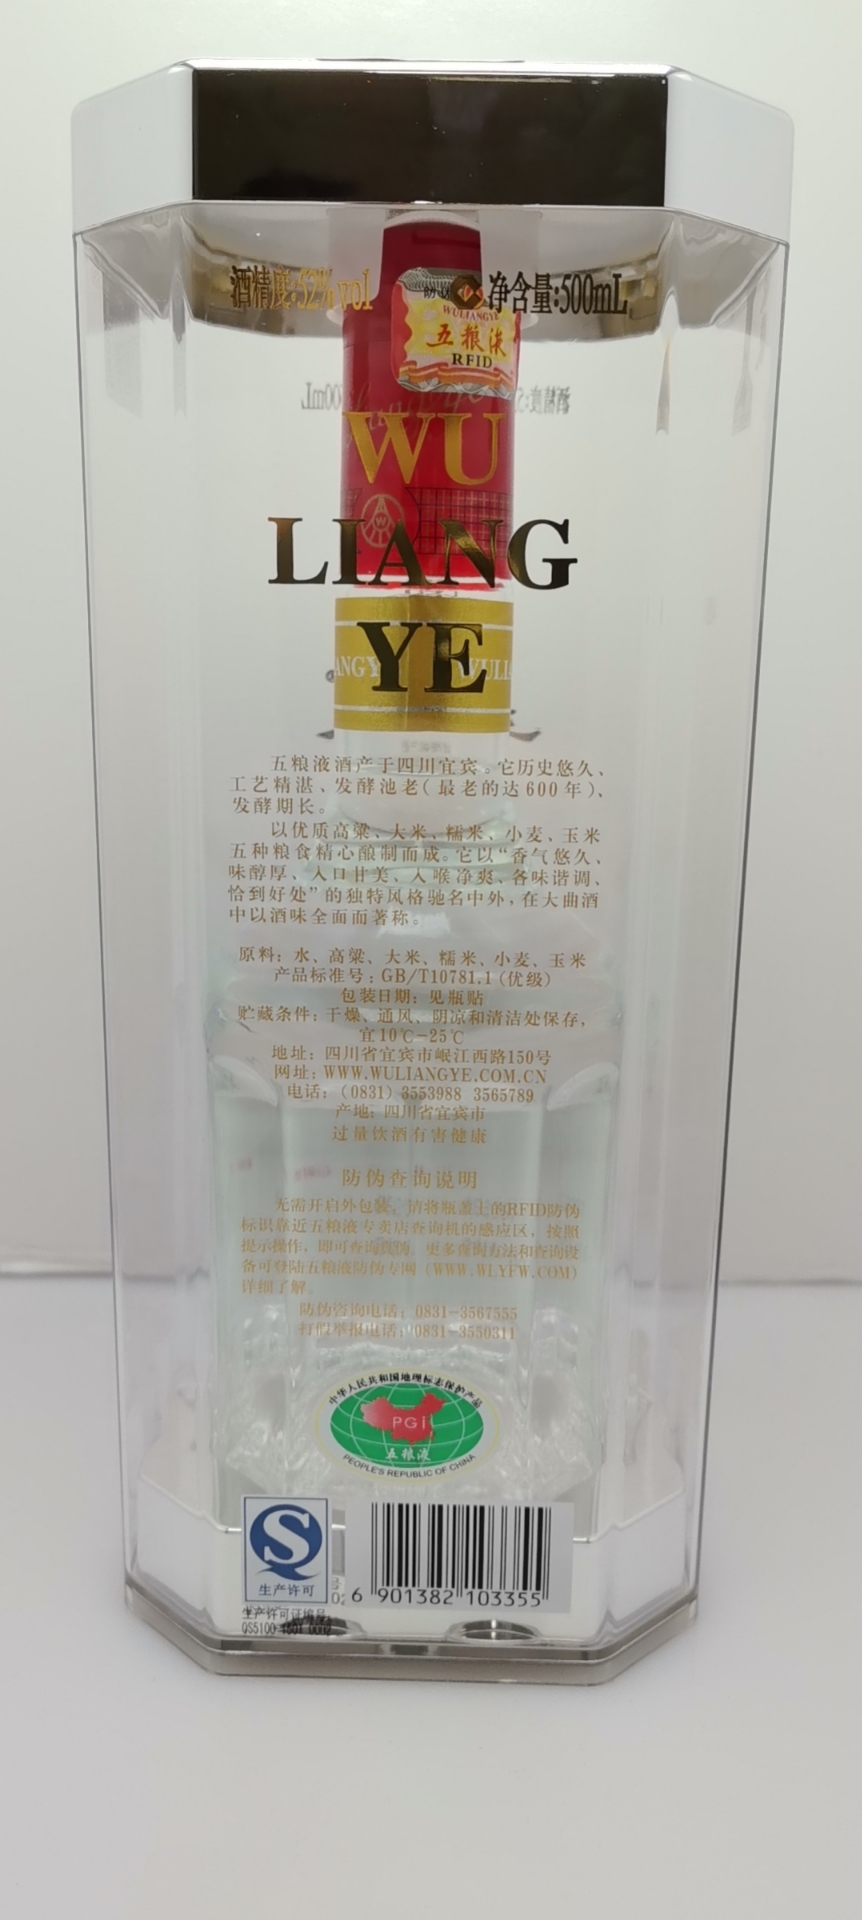 酒精度:52%vol 净含量:500mL
WULIANGYE
五粮液
RFID
WU
LIANG
YE
五粮液酒产于四川宜宾。它历史悠久、
工艺精湛、发酵池老(最老的达600年)、
发酵期长。
以优质高粱、大米、糯米、小麦、玉米
五种粮食精心酿制而成。它以“香气悠久、
味醇厚、入口甘美、入喉净爽、各味谐调、
恰到好处”的独特风格驰名中外,在大曲酒
中以酒味全面而著称。
原料:水、高粱、大米、糯米、小麦、玉米
产品标准号:GB/T10781.1(优级)
包装日期:见瓶贴
贮藏条件:干燥、通风、阴凉和清洁处保存,
宜10℃-25℃
地址:四川省宜宾市岷江西路150号
网址:WWW.WULIANGYE.COM.CN
电话:(0831)3553988 3565789
产地:四川省宜宾市
过量饮酒有害健康
防伪查询说明
无需开启外包装,请将瓶盖上的RFID防伪
标识靠近五粮液专卖店查询机的感应区,按照
提示操作,即可查询真伪。更多查询方法和查询设
备可登陆五粮液防伪专网(WWW.WLYFW.COM)
详细了解。
防伪咨询电话:0831-3567555
打假举报电话:0831-3550311
中华人民共和国地理标志保护产品
PGI
五粮液
PEOPLE'S REPUBLIC OF CHINA
生产许可
6 901382 103355
生产许可证编号:
QS5100 1501 0002